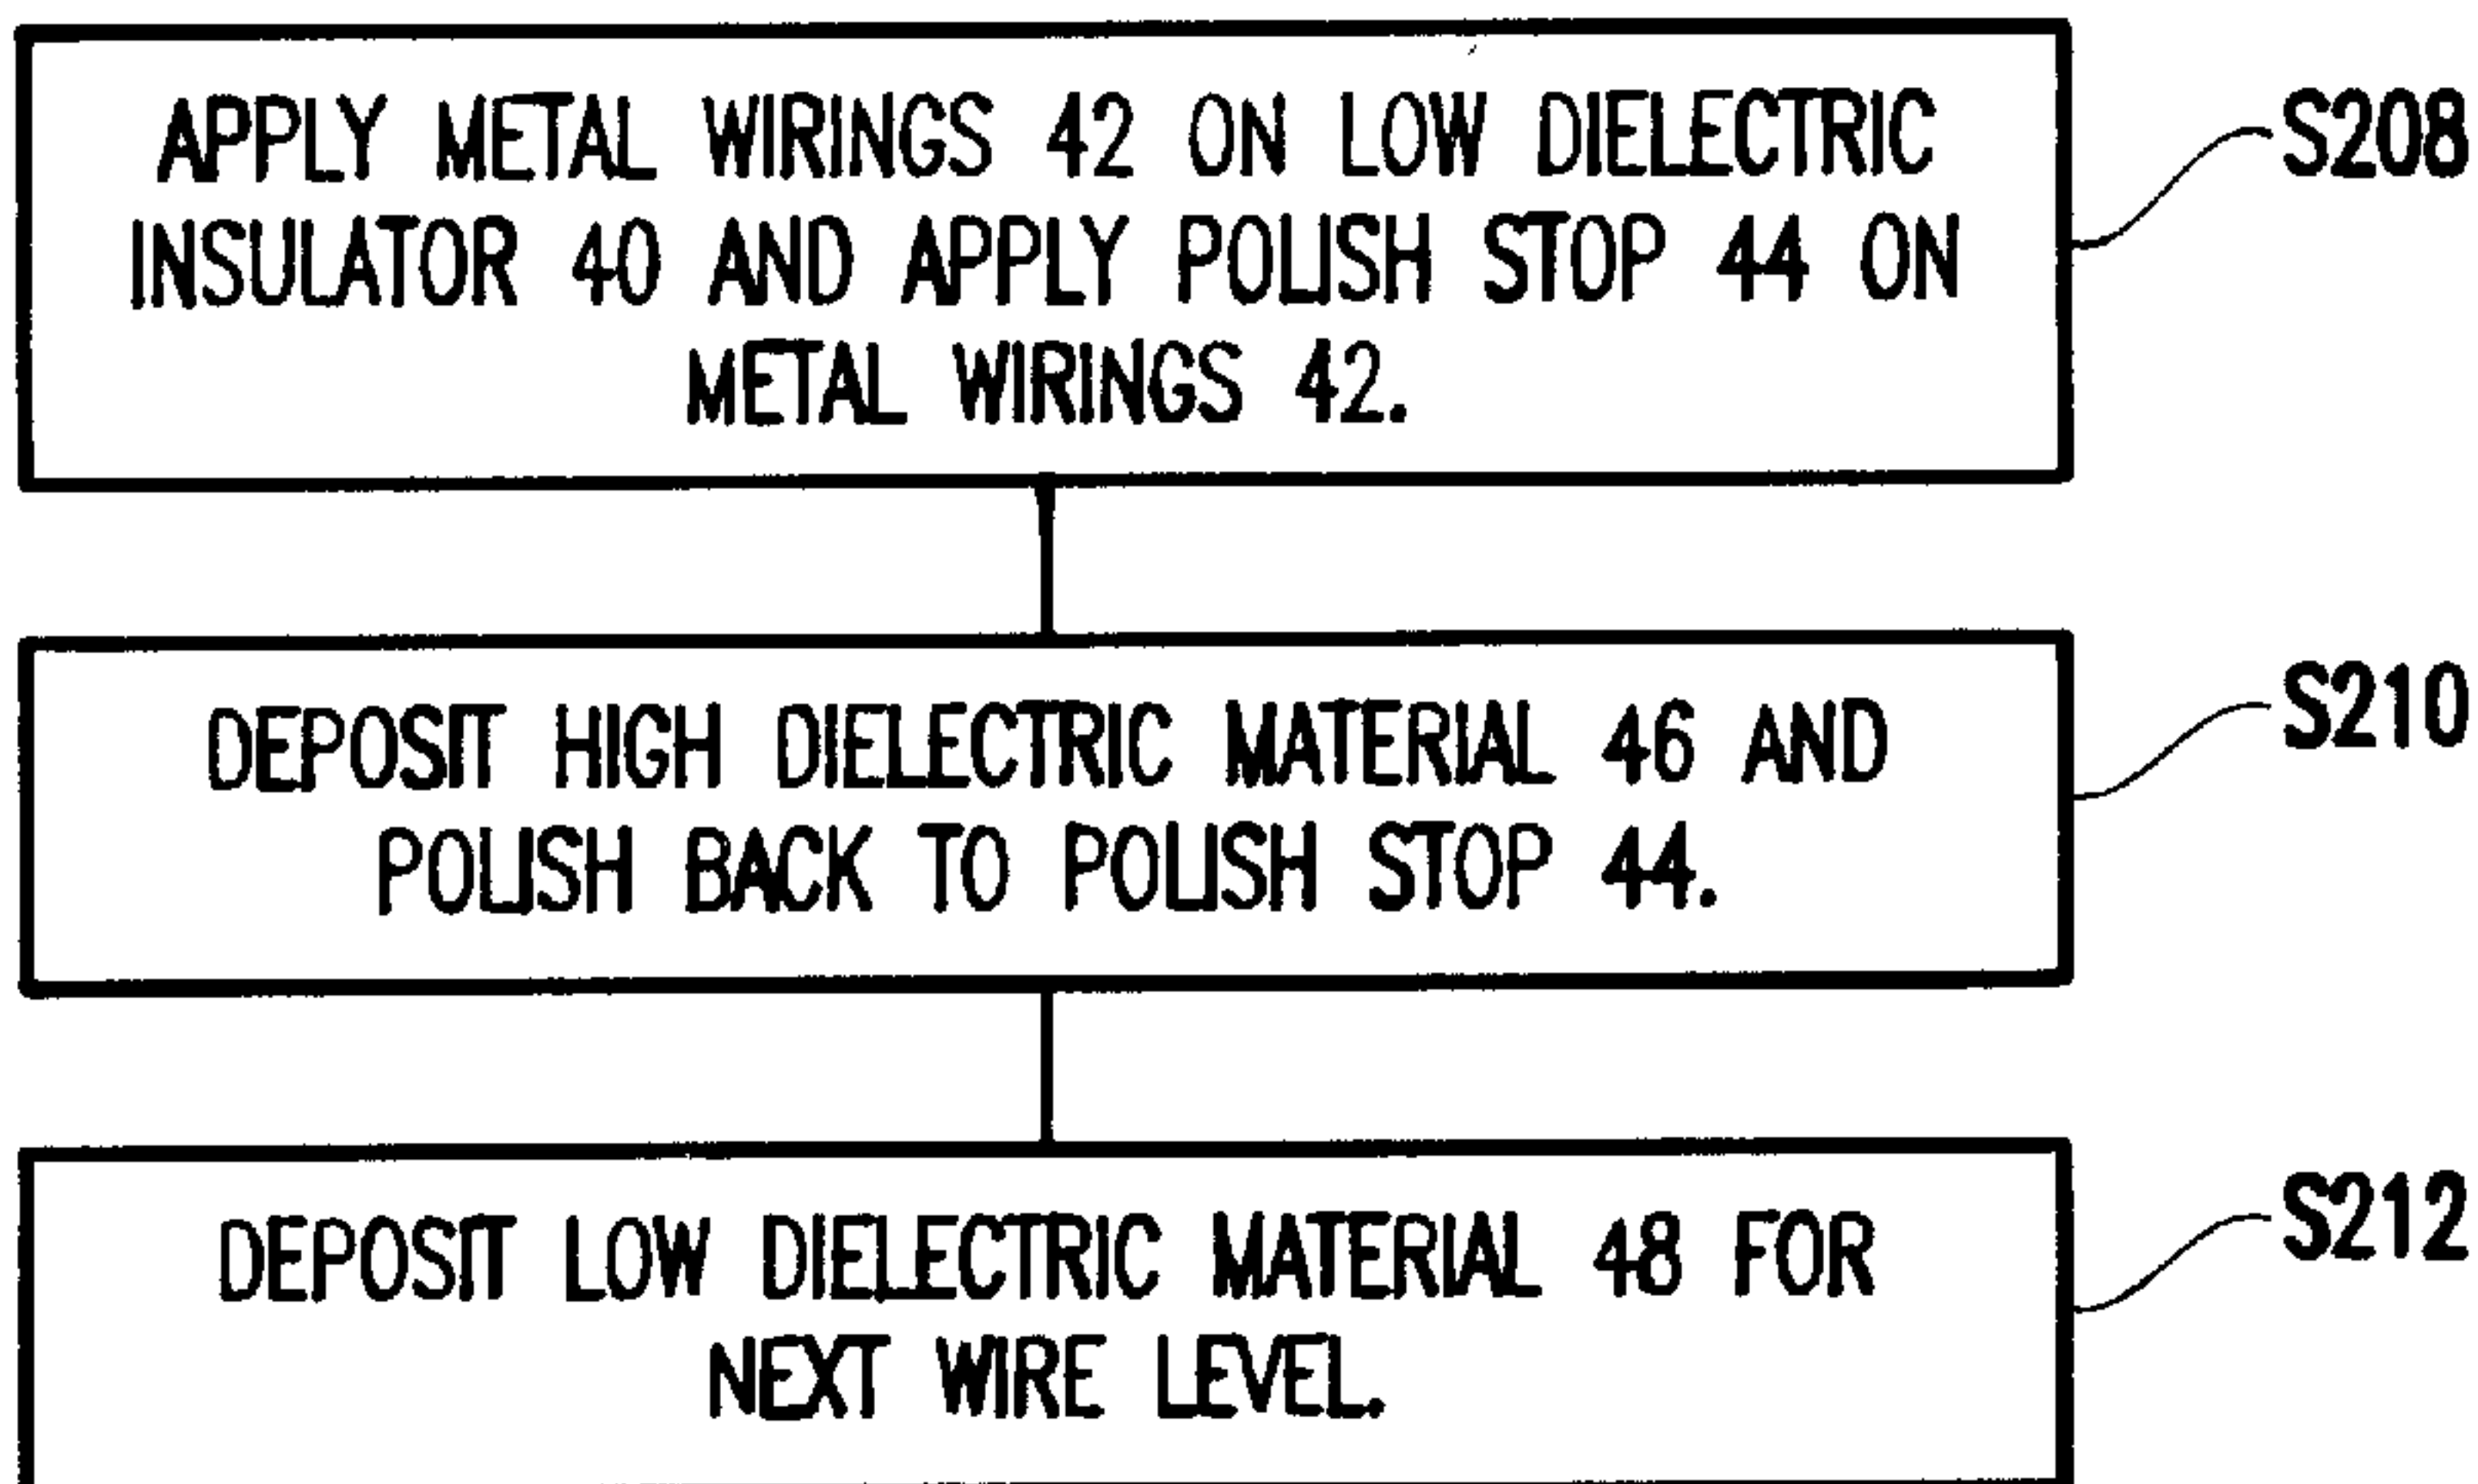 APPLY METAL WIRINGS 42 ON LOW DIELECTRIC
INSULATOR 40 AND APPLY POLISH STOP 44 ON
METAL WIRINGS 42.
S208
DEPOSIT HIGH DIELECTRIC MATERIAL 46 AND
POLISH BACK TO POLISH STOP 44.
S210
DEPOSIT LOW DIELECTRIC MATERIAL 48 FOR
NEXT WIRE LEVEL.
S212